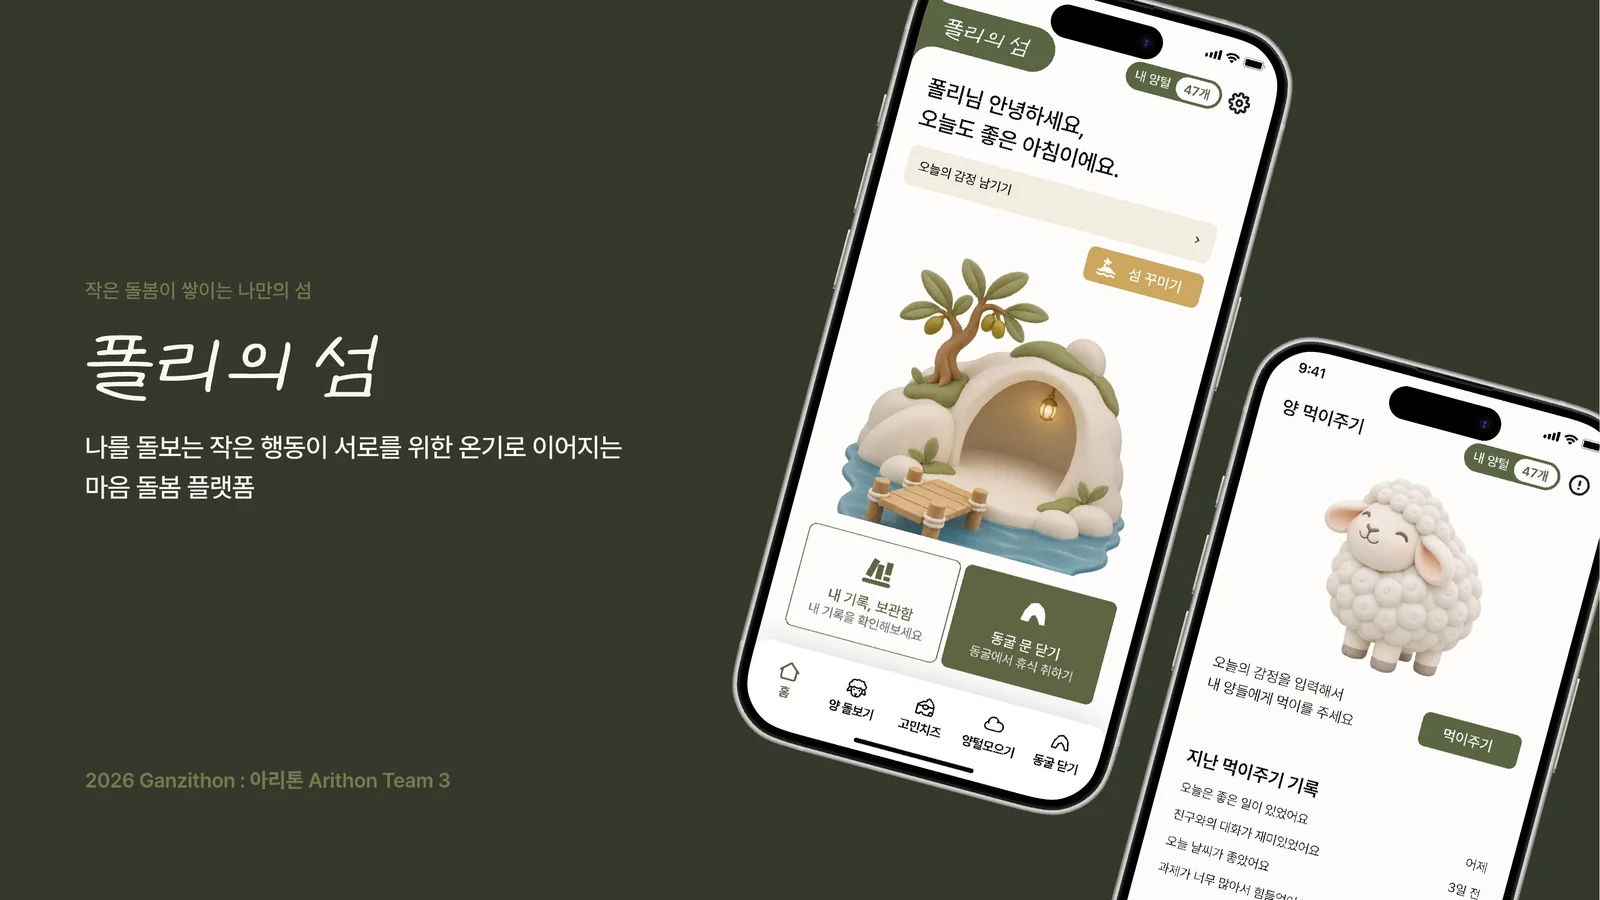 작은 돌봄이 쌓이는 나만의 섬
폴리의 섬
나를 돌보는 작은 행동이 서로를 위한 온기로 이어지는
마음 돌봄 플랫폼
2026 Ganzithon : 아리톤 Arithon Team 3
폴리의 섬
내 양털 47개
폴리님 안녕하세요,
오늘도 좋은 아침이에요.
오늘의 감정 남기기
섬 꾸미기
내 기록, 보관함
내 기록을 확인해보세요
동굴 문 닫기
동굴에서 휴식 취하기
홈
양 돌보기
고민치즈
양털모으기
동굴 닫기
9:41
양 먹이주기
내 양털 47개
오늘의 감정을 입력해서
내 양들에게 먹이를 주세요
먹이주기
지난 먹이주기 기록
오늘은 좋은 일이 있었어요
친구와의 대화가 재미있었어요
어제
오늘 날씨가 좋았어요
3일 전
과제가 너무 많아서